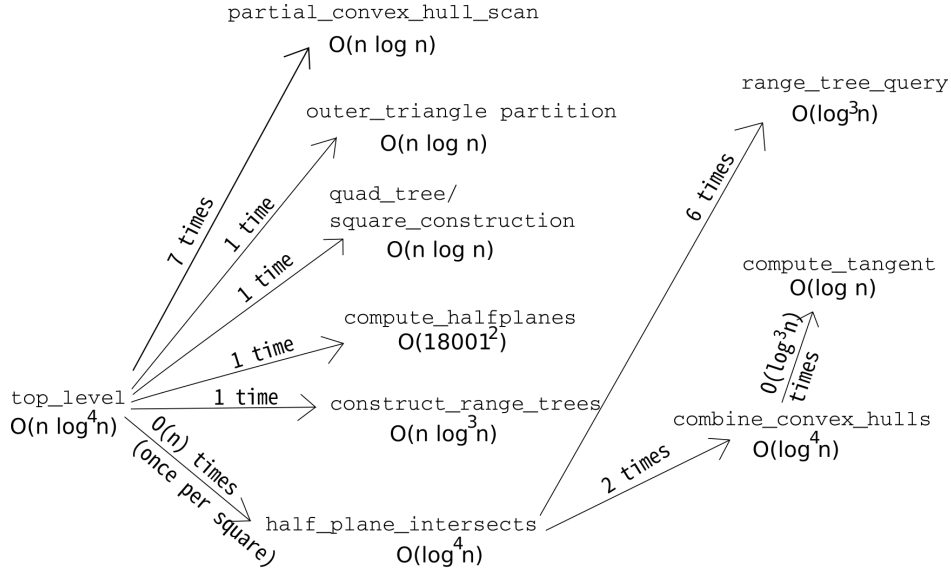 partial_convex_hull_scan
O(n log n)
outer_triangle partition
O(n log n)
quad_tree/
square_construction
O(n log n)
compute_halfplanes
O(18001²)
construct_range_trees
O(n log³n)
top_level
O(n log⁴n)
half_plane_intersects
O(log⁴n)
7 times
1 time
1 time
1 time
1 time
O(n) times
(once per square)
range_tree_query
O(log³n)
6 times
compute_tangent
O(log n)
O(log³n)
times
combine_convex_hulls
O(log⁴n)
2 times